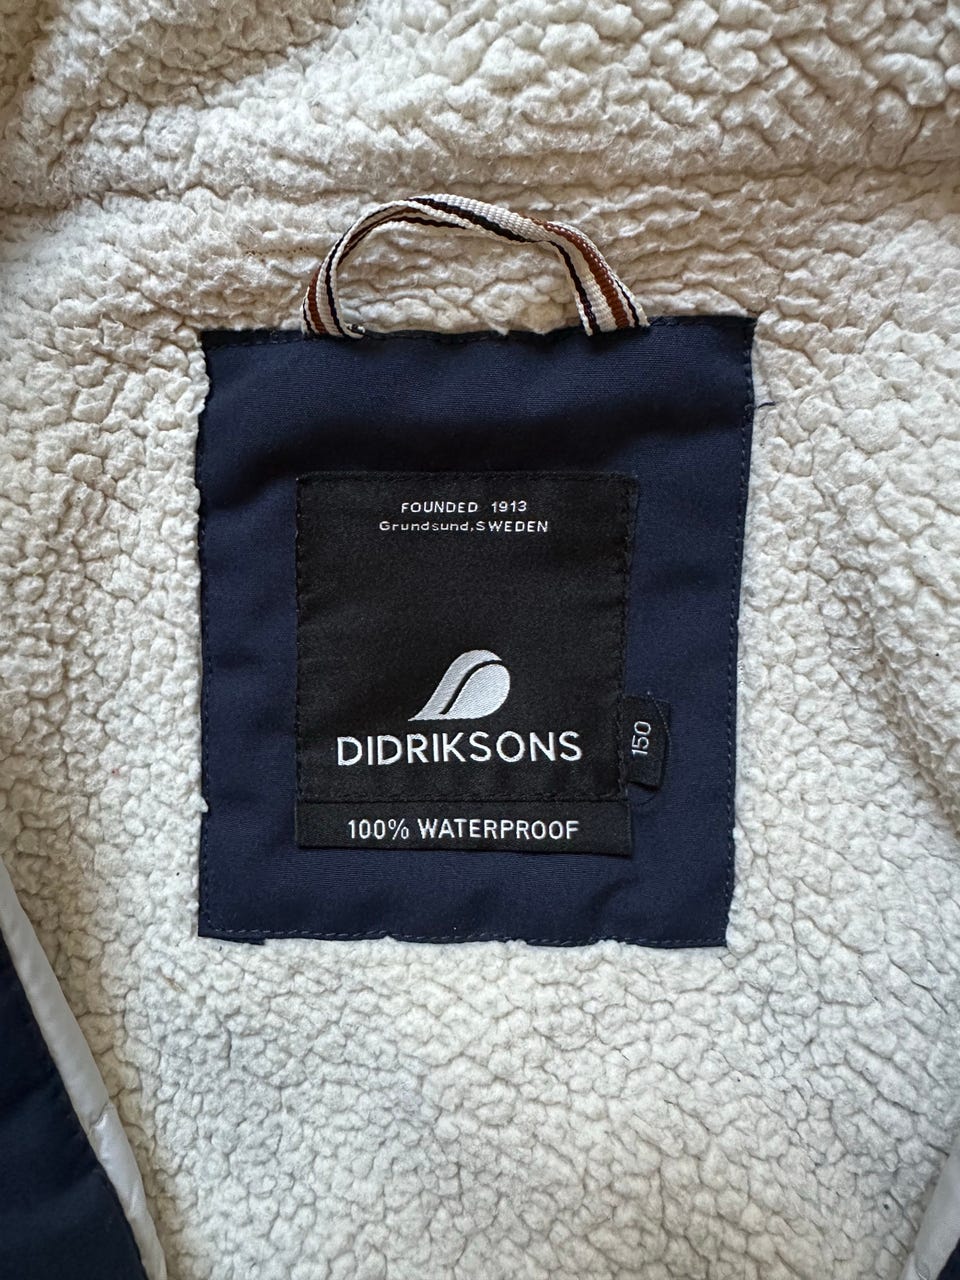 FOUNDED 1913
Grundsund,SWEDEN
DIDRIKSONS
150
100% WATERPROOF